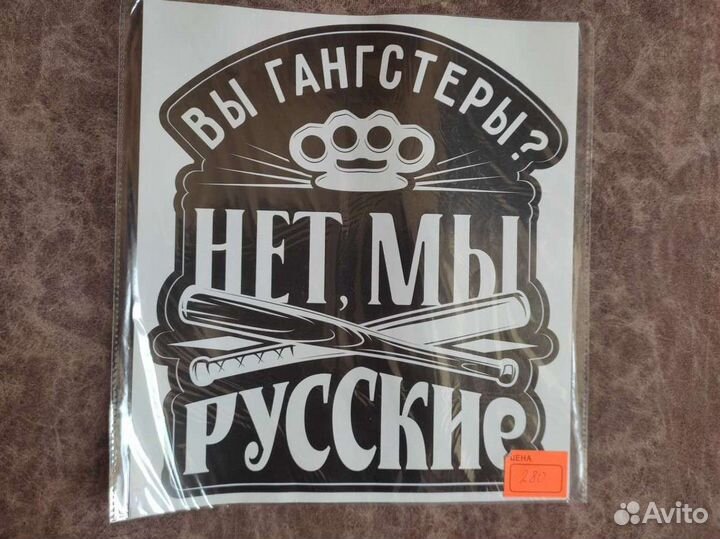 ВЫ ГАНГСТЕРЫ?
НЕТ, МЫ
РУССКИе
ЦЕНА
280
Avito